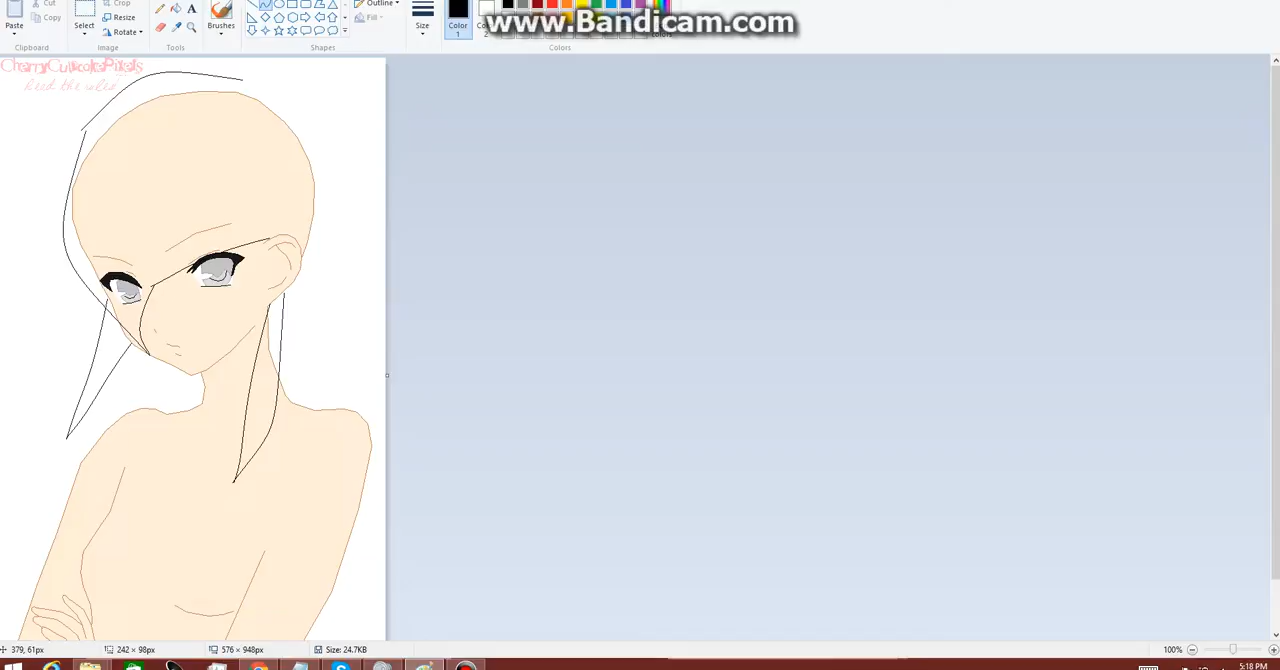 www.Bandicam.com
Cut
Crop
Outline
Copy
Resize
Fill
Paste
Select
Rotate
Brushes
Size
Color
1
2
Clipboard
Image
Tools
Shapes
Colors
379, 61px
242 × 98px
576 × 948px
Size: 24.7KB
100%
5:18 PM